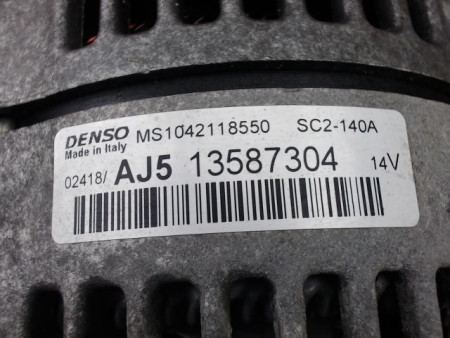 DENSO MS1042118550 SC2-140A
Made in Italy
02418/ AJ5 13587304 14V